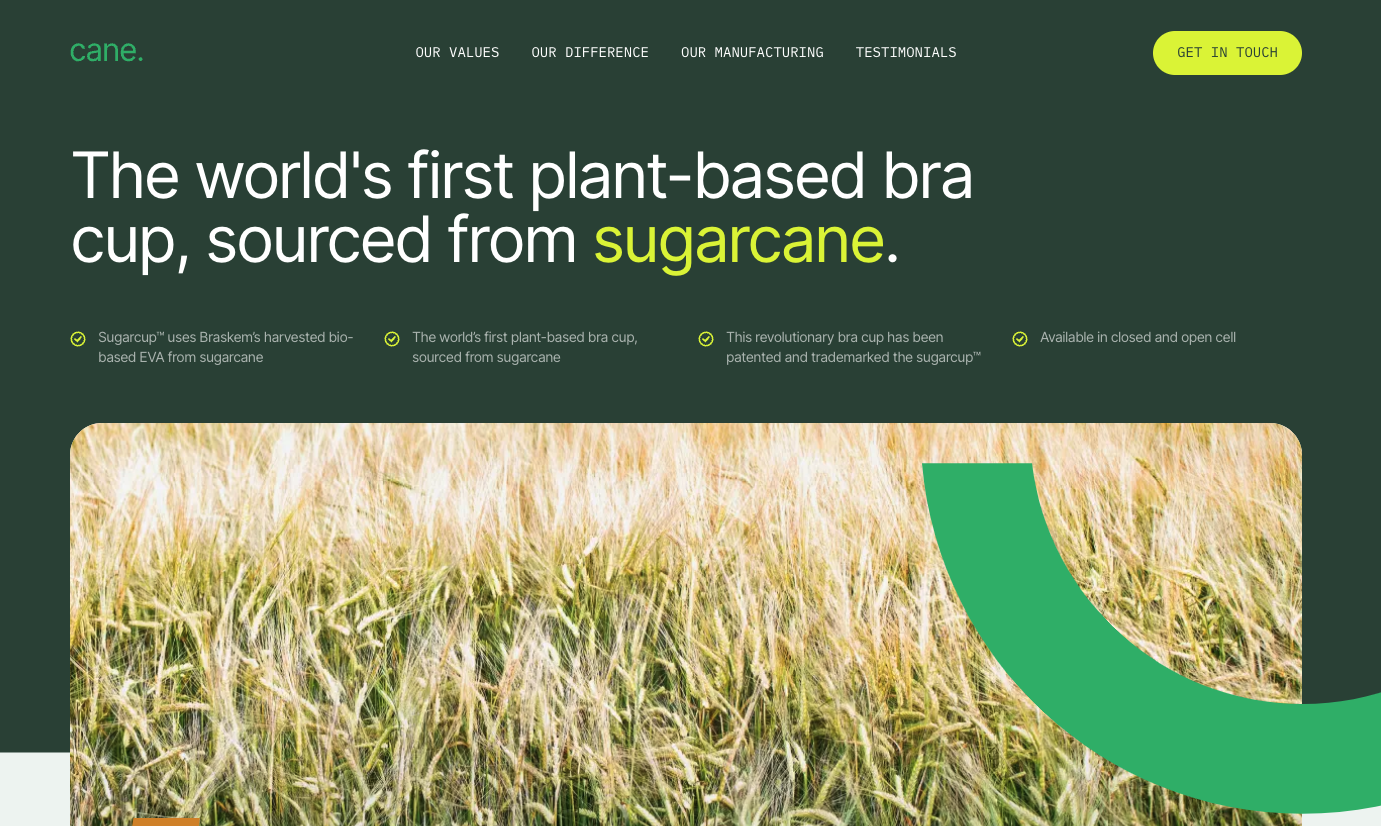 cane.
OUR VALUES
OUR DIFFERENCE
OUR MANUFACTURING
TESTIMONIALS
GET IN TOUCH
The world's first plant-based bra
cup, sourced from sugarcane.
Sugarcup™ uses Braskem’s harvested bio-
based EVA from sugarcane
The world’s first plant-based bra cup,
sourced from sugarcane
This revolutionary bra cup has been
patented and trademarked the sugarcup™
Available in closed and open cell